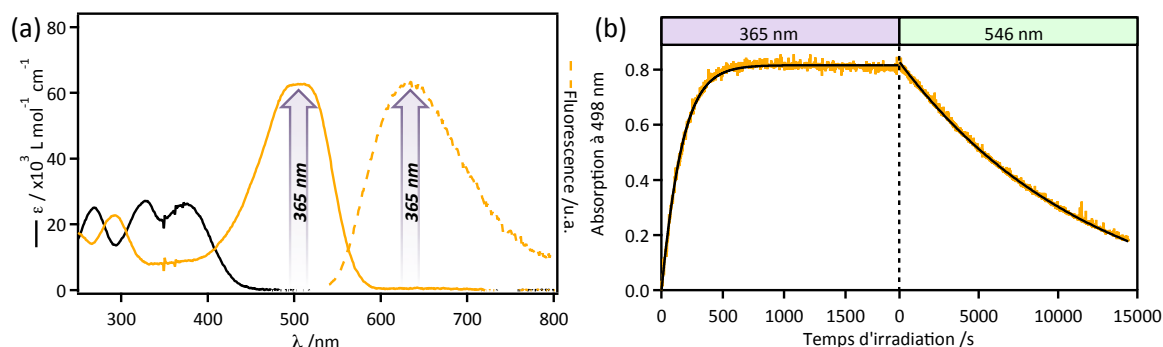 (a)
80
60
40
20
0
ε /x10³ L mol⁻¹ cm⁻¹
365 nm
365 nm
Fluorescence /u.a.
300 400 500 600 700 800
λ /nm
(b)
365 nm 546 nm
0.8
0.6
0.4
0.2
0.0
Absorption à 498 nm
0 500 1000 1500 0 5000 10000 15000
Temps d'irradiation /s